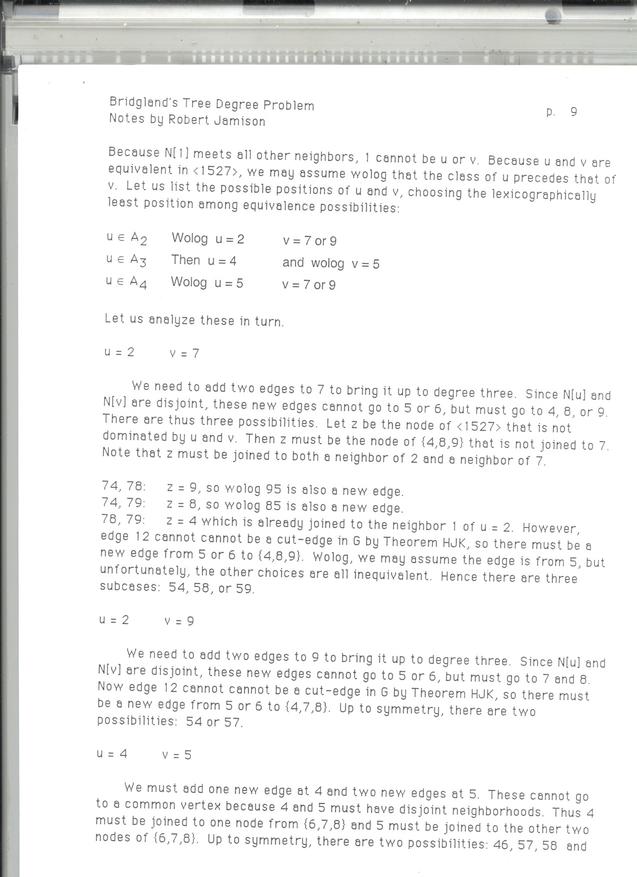 Bridgland's Tree Degree Problem
p. 9
Notes by Robert Jamison
Because N[1] meets all other neighbors, 1 cannot be u or v. Because u and v are
equivalent in <1527>, we may assume wolog that the class of u precedes that of
v. Let us list the possible positions of u and v, choosing the lexicographically
least position among equivalence possibilities:
u ∈ A2 Wolog u = 2 v = 7 or 9
u ∈ A3 Then u = 4 and wolog v = 5
u ∈ A4 Wolog u = 5 v = 7 or 9
Let us analyze these in turn.
u = 2 v = 7
We need to add two edges to 7 to bring it up to degree three. Since N[u] and
N[v] are disjoint, these new edges cannot go to 5 or 6, but must go to 4, 8, or 9.
There are thus three possibilities. Let z be the node of <1527> that is not
dominated by u and v. Then z must be the node of {4,8,9} that is not joined to 7.
Note that z must be joined to both a neighbor of 2 and a neighbor of 7.
74, 78: z = 9, so wolog 95 is also a new edge.
74, 79: z = 8, so wolog 85 is also a new edge.
78, 79: z = 4 which is already joined to the neighbor 1 of u = 2. However,
edge 12 cannot cannot be a cut-edge in G by Theorem HJK, so there must be a
new edge from 5 or 6 to {4,8,9}. Wolog, we may assume the edge is from 5, but
unfortunately, the other choices are all inequivalent. Hence there are three
subcases: 54, 58, or 59.
u = 2 v = 9
We need to add two edges to 9 to bring it up to degree three. Since N[u] and
N[v] are disjoint, these new edges cannot go to 5 or 6, but must go to 7 and 8.
Now edge 12 cannot cannot be a cut-edge in G by Theorem HJK, so there must
be a new edge from 5 or 6 to {4,7,8}. Up to symmetry, there are two
possibilities: 54 or 57.
u = 4 v = 5
We must add one new edge at 4 and two new edges at 5. These cannot go
to a common vertex because 4 and 5 must have disjoint neighborhoods. Thus 4
must be joined to one node from {6,7,8} and 5 must be joined to the other two
nodes of {6,7,8}. Up to symmetry, there are two possibilities: 46, 57, 58 and